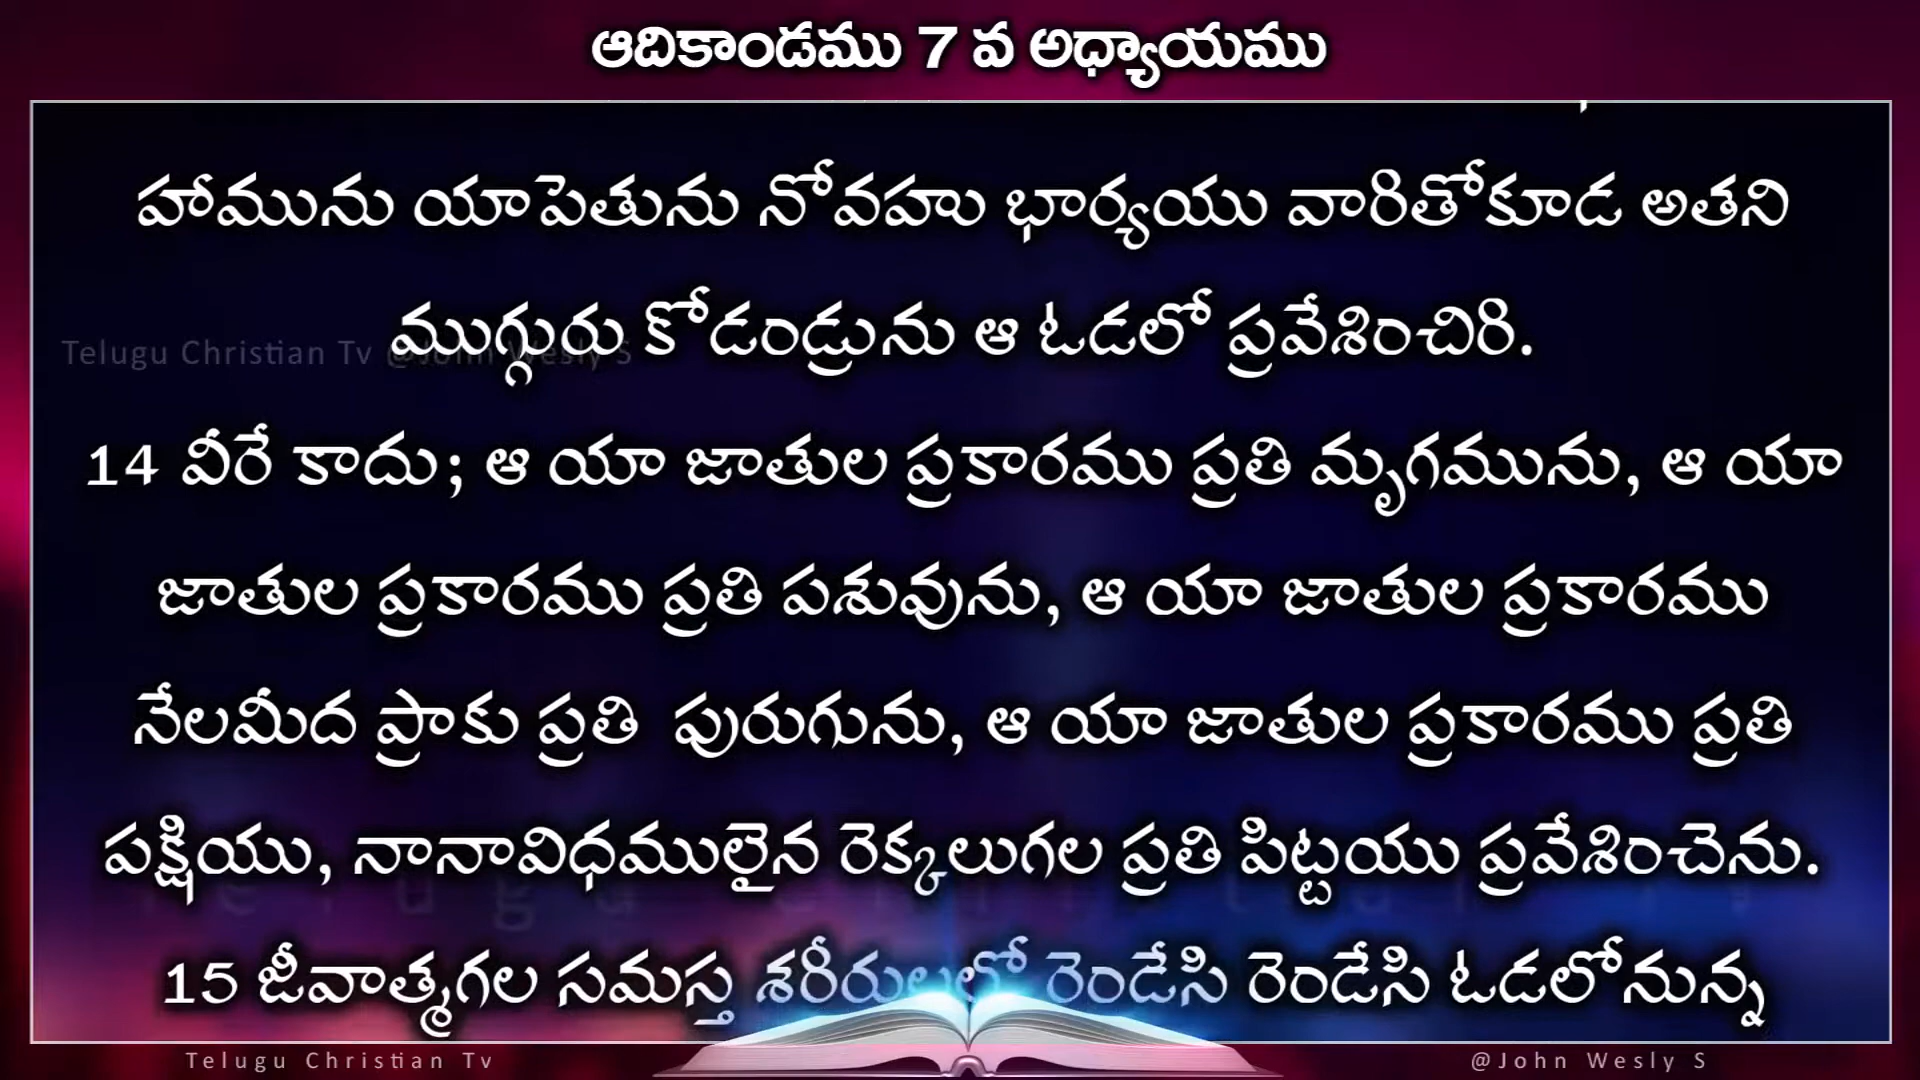 ఆదికాండము 7 వ అధ్యాయము
హామును యాపెతును నోవహు భార్యయు వారితోకూడ అతని
ముగ్గురు కోడండ్రును ఆ ఓడలో ప్రవేశించిరి.
Telugu Christian Tv @John Wesly S
14 వీరే కాదు; ఆ యా జాతుల ప్రకారము ప్రతి మృగమును, ఆ యా
జాతుల ప్రకారము ప్రతి పశువును, ఆ యా జాతుల ప్రకారము
నేలమీద ప్రాకు ప్రతి పురుగును, ఆ యా జాతుల ప్రకారము ప్రతి
పక్షియు, నానావిధములైన రెక్కలుగల ప్రతి పిట్టయు ప్రవేశించెను.
15 జీవాత్మగల సమస్త శరీరులలో రెండేసి రెండేసి ఓడలోనున్న
Telugu Christian Tv
@John Wesly S